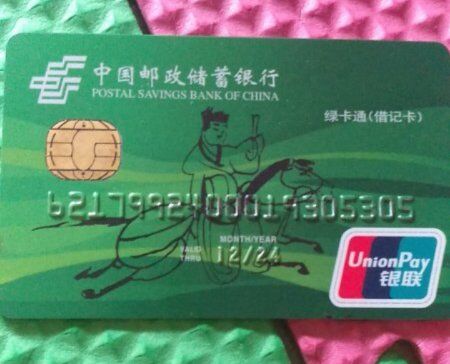 中国邮政储蓄银行
POSTAL SAVINGS BANK OF CHINA
绿卡通(借记卡)
6217992400019305305
MONTH/YEAR
VALID THRU 12/24
UnionPay
银联